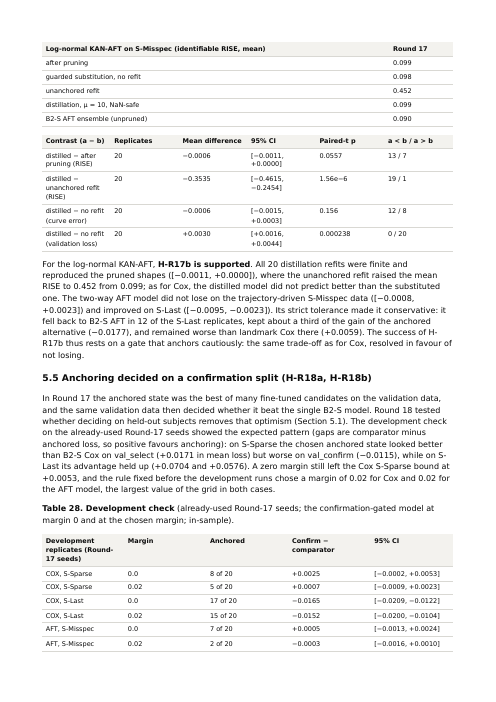 Log-normal KAN-AFT on S-Misspec (identifiable RISE, mean) Round 17
after pruning 0.099
guarded substitution, no refit 0.098
unanchored refit 0.452
distillation, μ = 10, NaN-safe 0.099
B2-S AFT ensemble (unpruned) 0.090
Contrast (a − b) Replicates Mean difference 95% CI Paired-t p a < b / a > b
distilled − after pruning (RISE) 20 −0.0006 [−0.0011, +0.0000] 0.0557 13 / 7
distilled − unanchored refit (RISE) 20 −0.3535 [−0.4615, −0.2454] 1.56e−6 19 / 1
distilled − no refit (curve error) 20 −0.0006 [−0.0015, +0.0003] 0.156 12 / 8
distilled − no refit (validation loss) 20 +0.0030 [+0.0016, +0.0044] 0.000238 0 / 20
For the log-normal KAN-AFT, H-R17b is supported. All 20 distillation refits were finite and
reproduced the pruned shapes ([−0.0011, +0.0000]), where the unanchored refit raised the mean
RISE to 0.452 from 0.099; as for Cox, the distilled model did not predict better than the substituted
one. The two-way AFT model did not lose on the trajectory-driven S-Misspec data ([−0.0008,
+0.0023]) and improved on S-Last ([−0.0095, −0.0023]). Its strict tolerance made it conservative: it
fell back to B2-S AFT in 12 of the S-Last replicates, kept about a third of the gain of the anchored
alternative (−0.0177), and remained worse than landmark Cox there (+0.0059). The success of H-
R17b thus rests on a gate that anchors cautiously: the same trade-off as for Cox, resolved in favour of
not losing.
5.5 Anchoring decided on a confirmation split (H-R18a, H-R18b)
In Round 17 the anchored state was the best of many fine-tuned candidates on the validation data,
and the same validation data then decided whether it beat the single B2-S model. Round 18 tested
whether deciding on held-out subjects removes that optimism (Section 5.1). The development check
on the already-used Round-17 seeds showed the expected pattern (gaps are comparator minus
anchored loss, so positive favours anchoring): on S-Sparse the chosen anchored state looked better
than B2-S Cox on val_select (+0.0171 in mean loss) but worse on val_confirm (−0.0115), while on S-
Last its advantage held up (+0.0704 and +0.0576). A zero margin still left the Cox S-Sparse bound at
+0.0053, and the rule fixed before the development runs chose a margin of 0.02 for Cox and 0.02 for
the AFT model, the largest value of the grid in both cases.
Table 28. Development check (already-used Round-17 seeds; the confirmation-gated model at
margin 0 and at the chosen margin; in-sample).
Development replicates (Round-17 seeds) Margin Anchored Confirm − comparator 95% CI
COX, S-Sparse 0.0 8 of 20 +0.0025 [−0.0002, +0.0053]
COX, S-Sparse 0.02 5 of 20 +0.0007 [−0.0009, +0.0023]
COX, S-Last 0.0 17 of 20 −0.0165 [−0.0209, −0.0122]
COX, S-Last 0.02 15 of 20 −0.0152 [−0.0200, −0.0104]
AFT, S-Misspec 0.0 7 of 20 +0.0005 [−0.0013, +0.0024]
AFT, S-Misspec 0.02 2 of 20 −0.0003 [−0.0016, +0.0010]